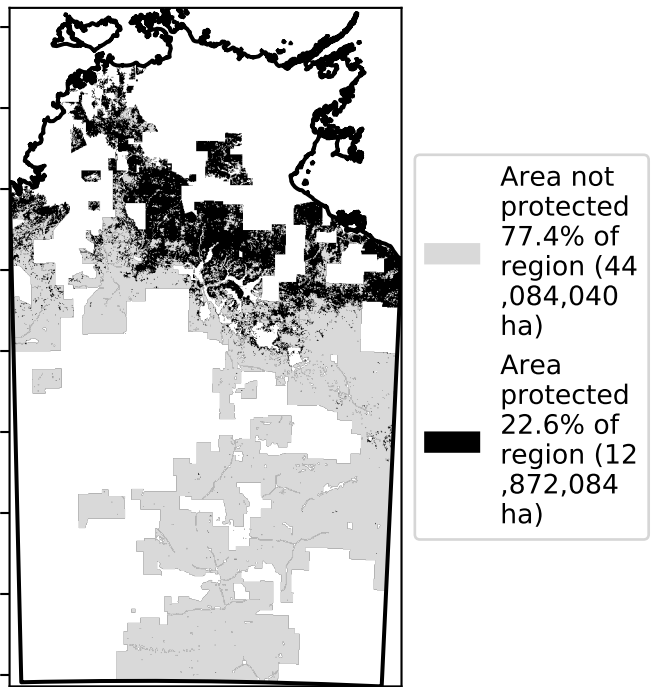 Area not
protected
77.4% of
region (44
,084,040
ha)
Area
protected
22.6% of
region (12
,872,084
ha)